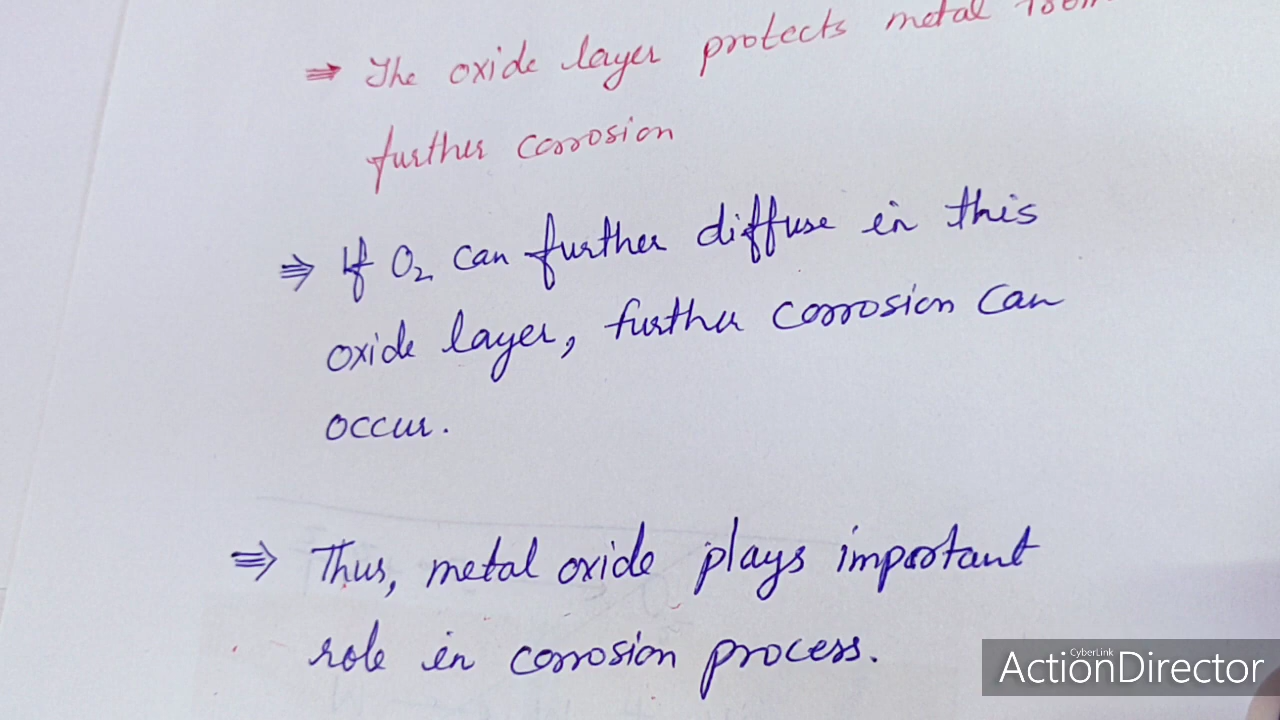 ⇒ The oxide layer protects metal from
further corrosion
⇒ If O₂ can further diffuse in this
oxide layer, further corrosion can
occur.
⇒ Thus, metal oxide plays important
role in corrosion process.
CyberLink
ActionDirector